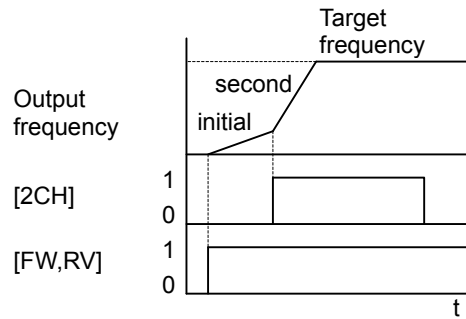 Target
frequency
second
Output
frequency
initial
[2CH]
1
0
[FW,RV]
1
0
t